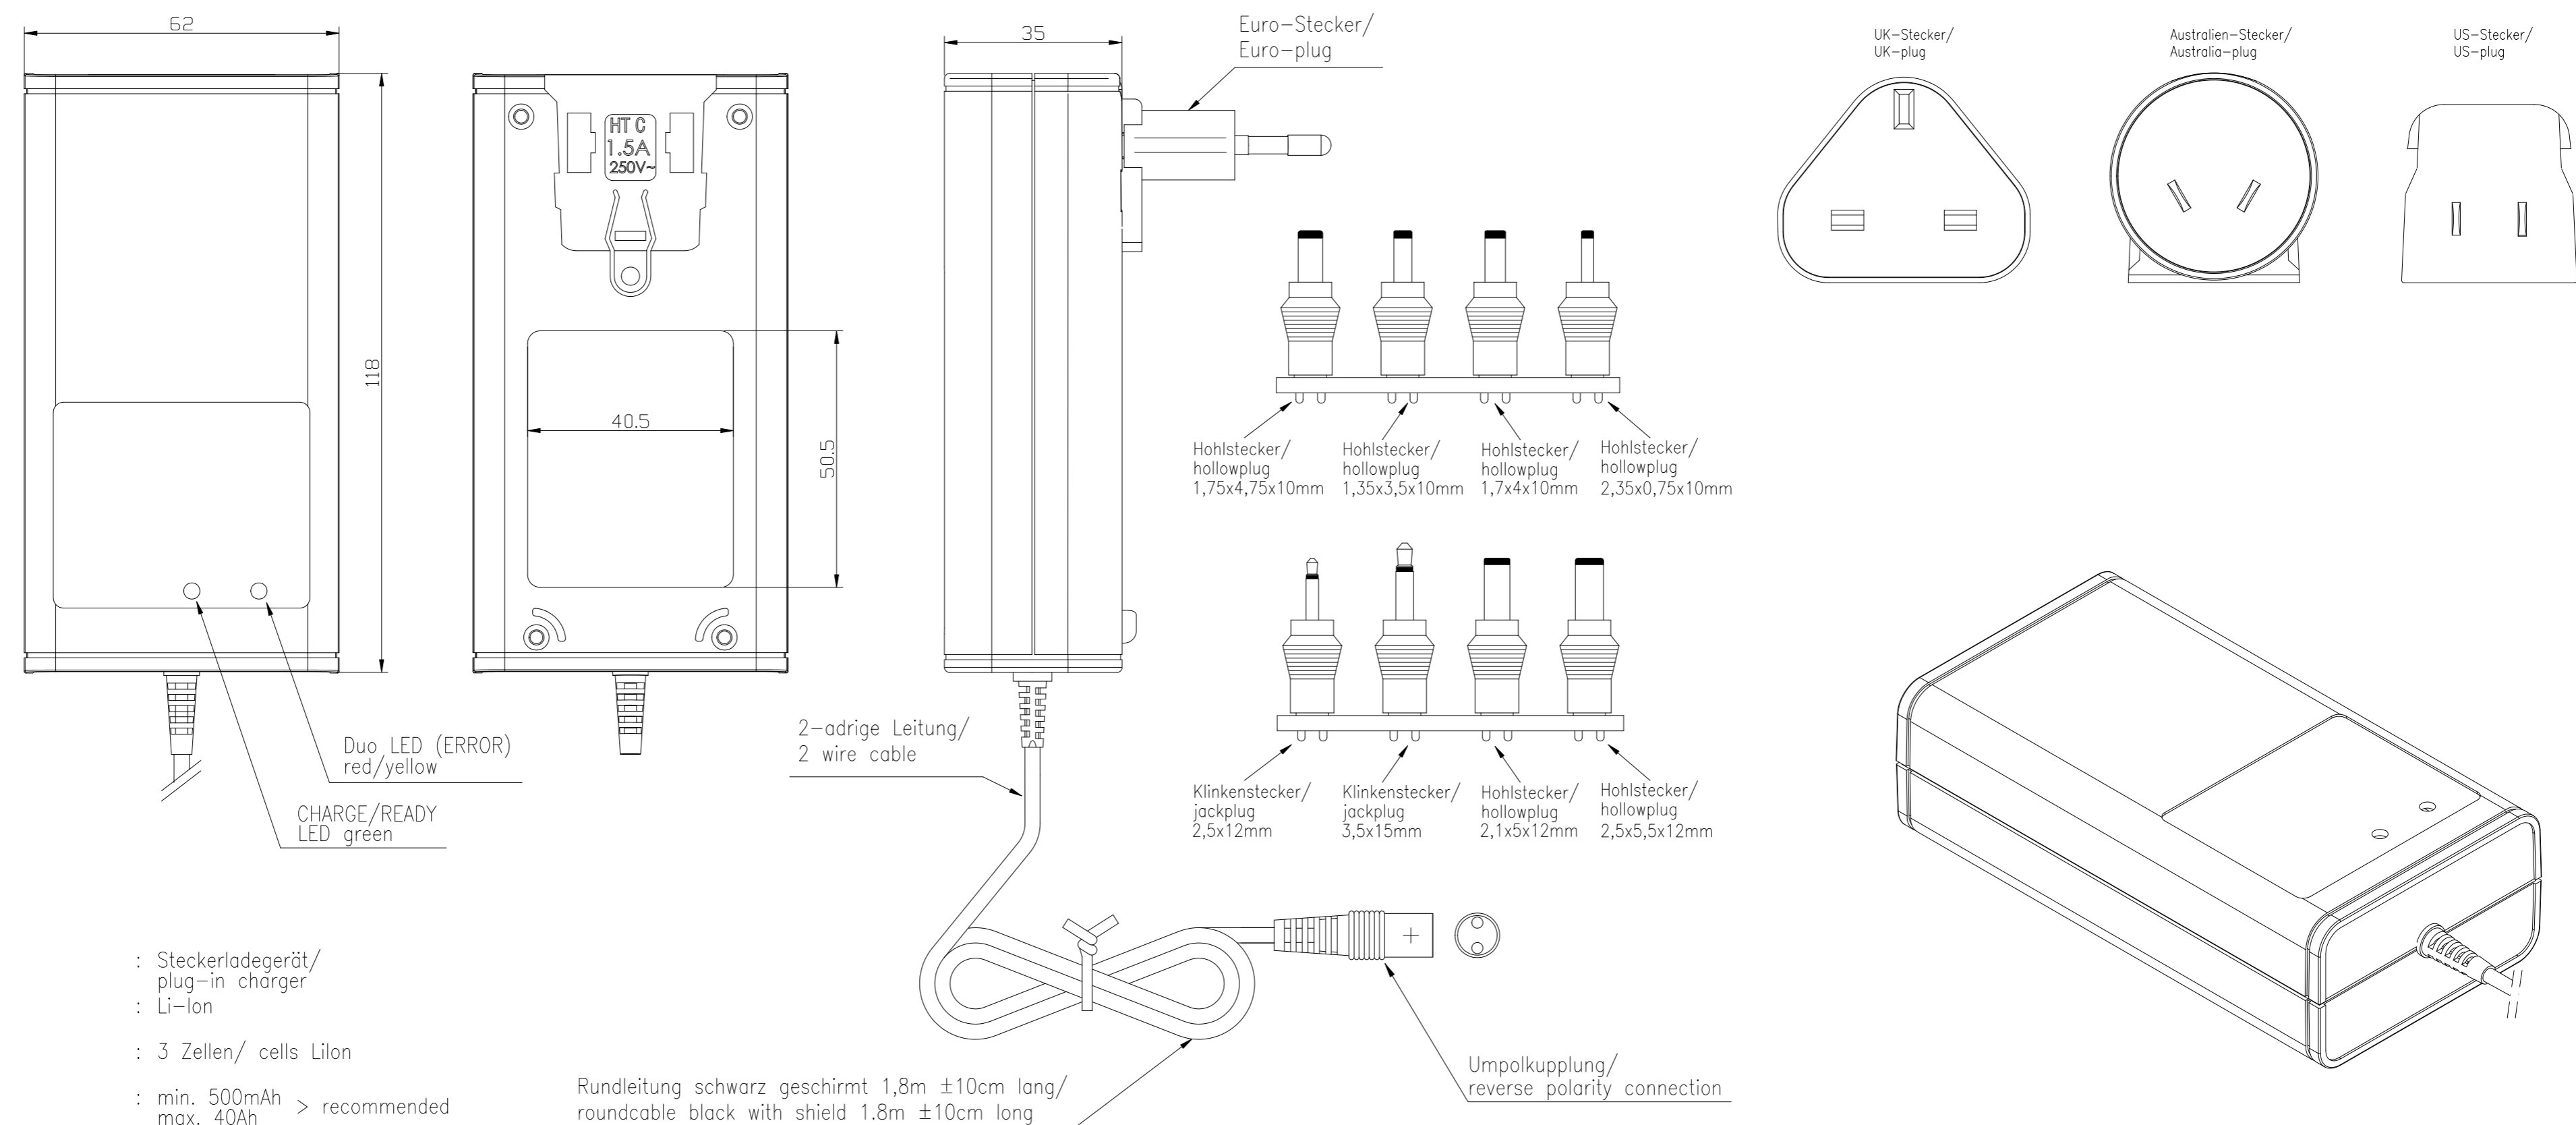 62
118
Duo LED (ERROR)
red/yellow
CHARGE/READY
LED green
HT C
1.5A
250V~
40.5
50.5
35
Euro-Stecker/
Euro-plug
UK-Stecker/
UK-plug
Australien-Stecker/
Australia-plug
US-Stecker/
US-plug
Hohlstecker/
hollowplug
1,75x4,75x10mm
Hohlstecker/
hollowplug
1,35x3,5x10mm
Hohlstecker/
hollowplug
1,7x4x10mm
Hohlstecker/
hollowplug
2,35x0,75x10mm
Klinkenstecker/
jackplug
2,5x12mm
Klinkenstecker/
jackplug
3,5x15mm
Hohlstecker/
hollowplug
2,1x5x12mm
Hohlstecker/
hollowplug
2,5x5,5x12mm
2-adrige Leitung/
2 wire cable
+
Umpolkupplung/
reverse polarity connection
Rundleitung schwarz geschirmt 1,8m ±10cm lang/
roundcable black with shield 1.8m ±10cm long
: Steckerladegerät/
plug-in charger
: Li-Ion
: 3 Zellen/ cells LiIon
: min. 500mAh
max. 40Ah > recommended